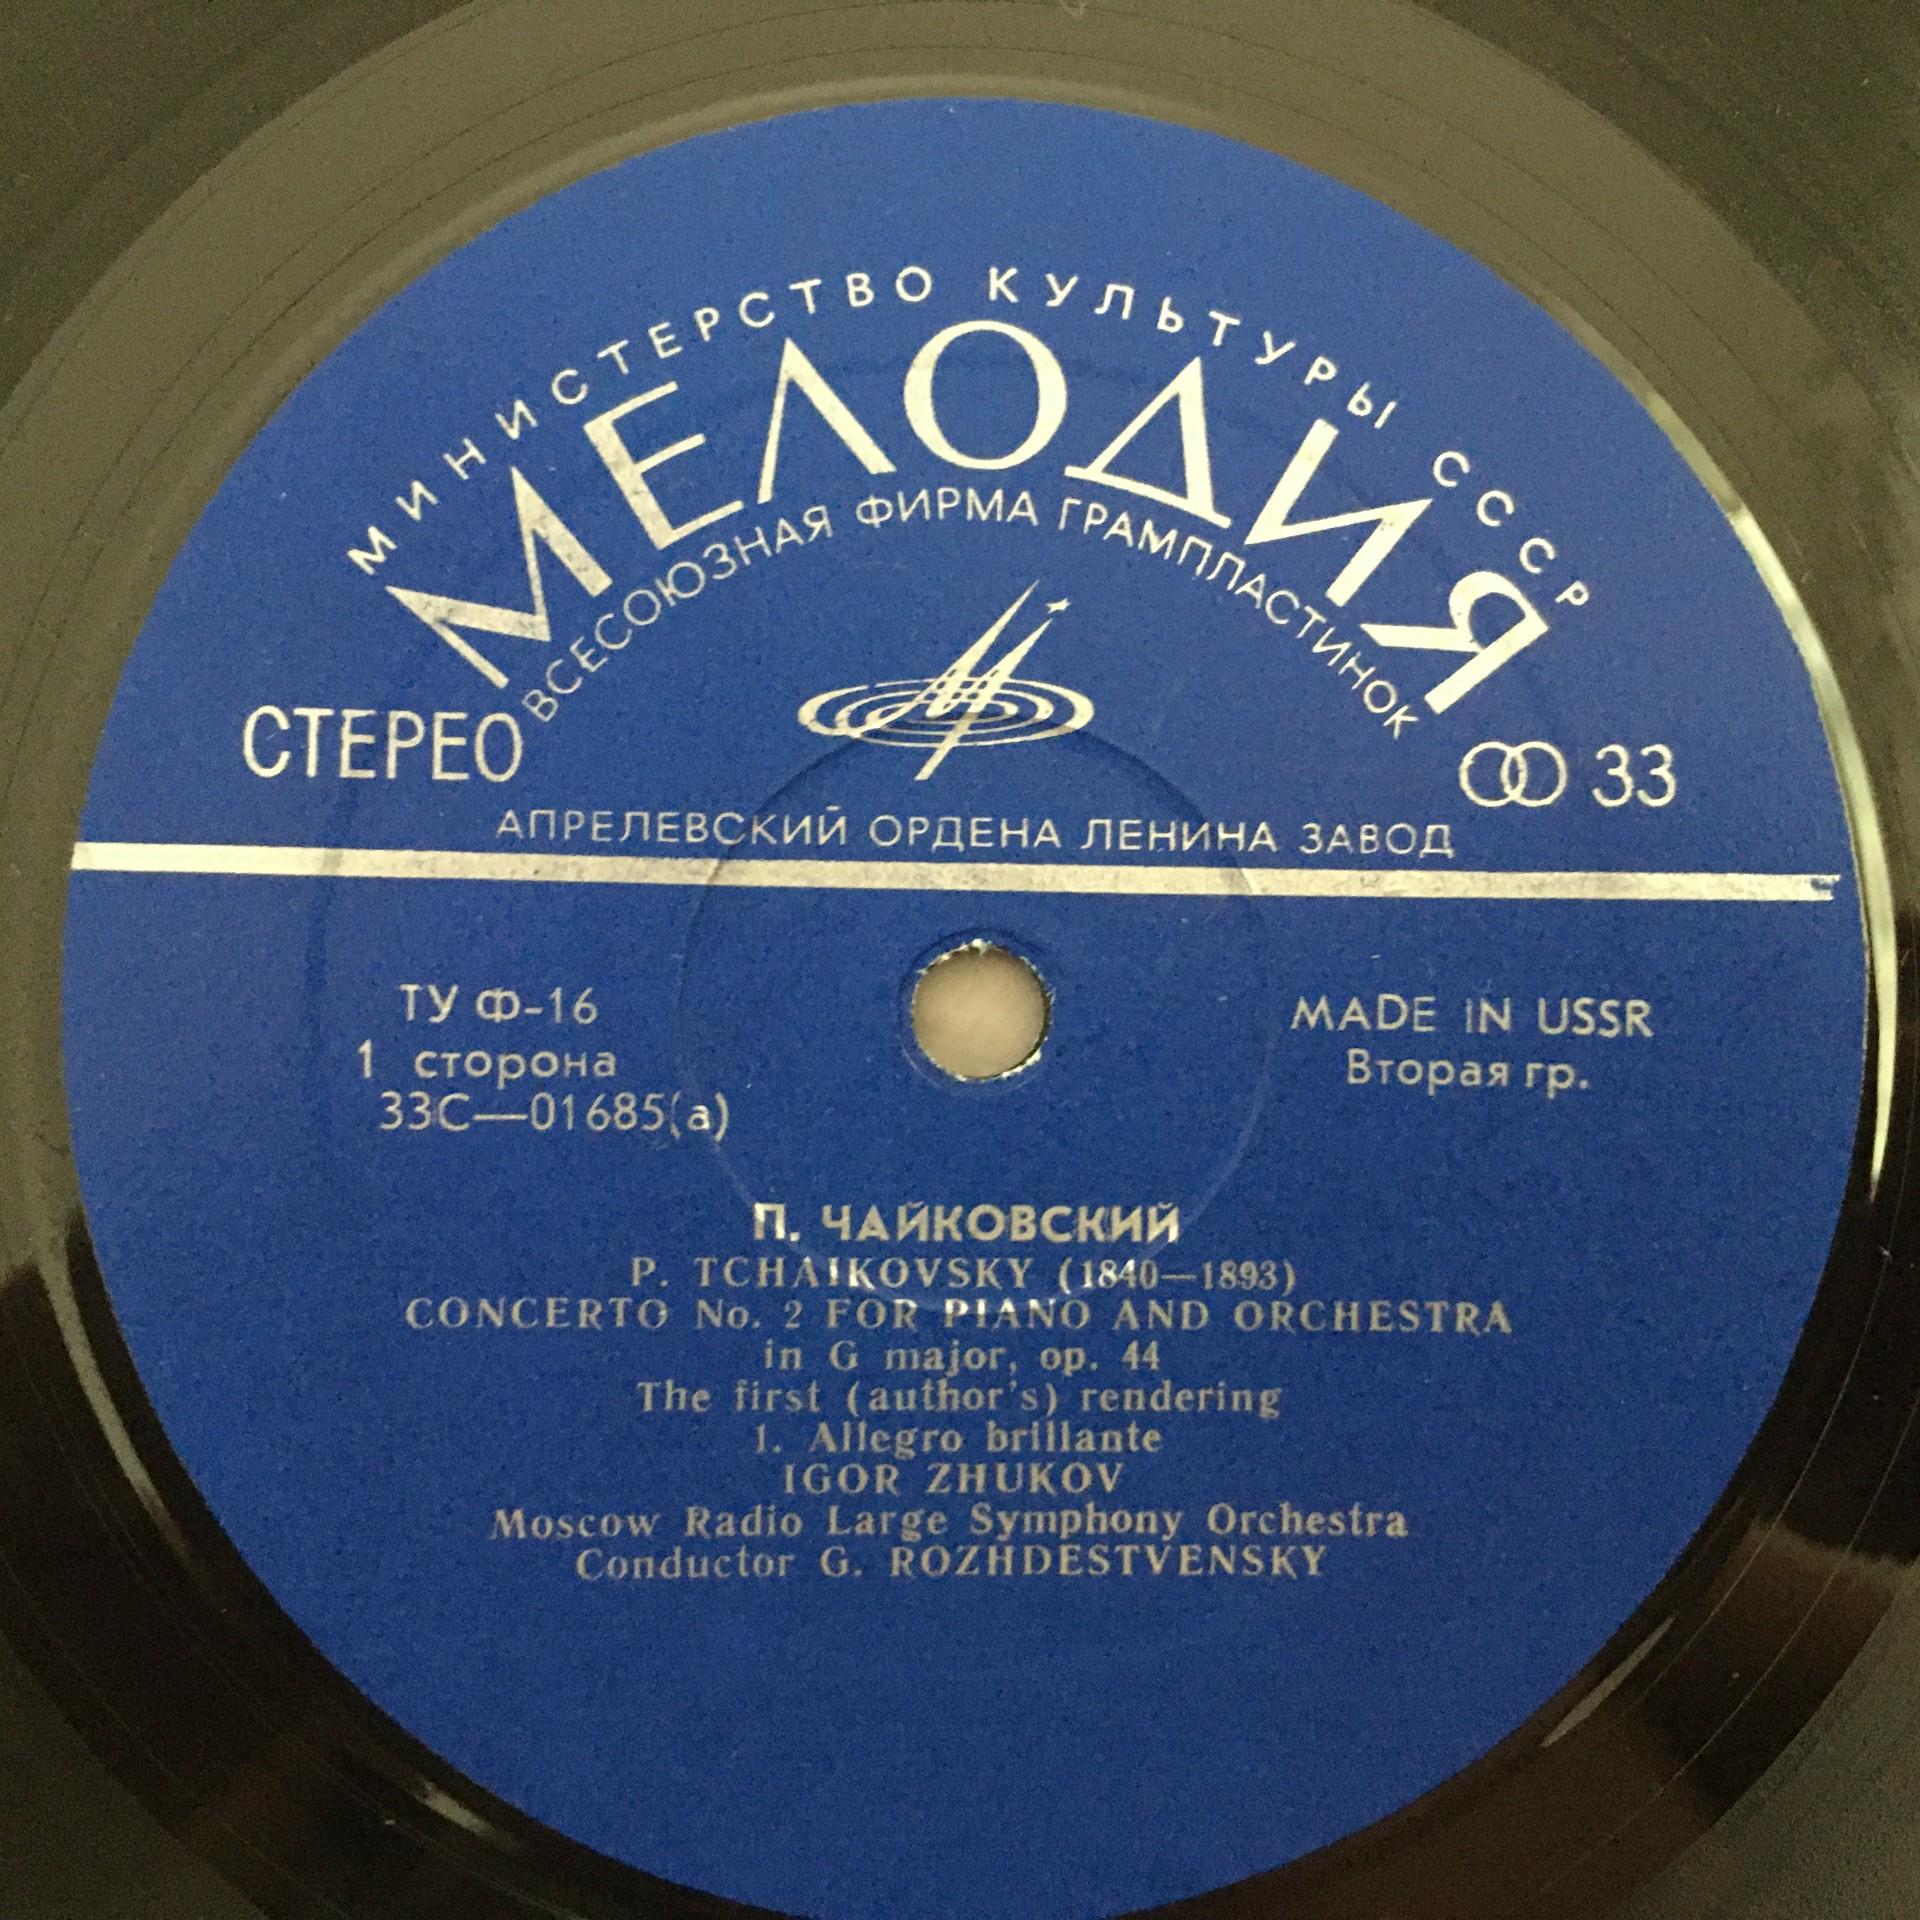 МИНИСТЕРСТВО КУЛЬТУРЫ СССР
МЕЛОДИЯ
ВСЕСОЮЗНАЯ ФИРМА ГРАМПЛАСТИНОК
СТЕРЕО
33
АПРЕЛЕВСКИЙ ОРДЕНА ЛЕНИНА ЗАВОД
ТУ Ф-16
1 сторона
33С—01685(а)
MADE IN USSR
Вторая гр.
П. ЧАЙКОВСКИЙ
P. TCHAIKOVSKY (1840—1893)
CONCERTO No. 2 FOR PIANO AND ORCHESTRA
in G major, op. 44
The first (author's) rendering
1. Allegro brillante
IGOR ZHUKOV
Moscow Radio Large Symphony Orchestra
Conductor G. ROZHDESTVENSKY